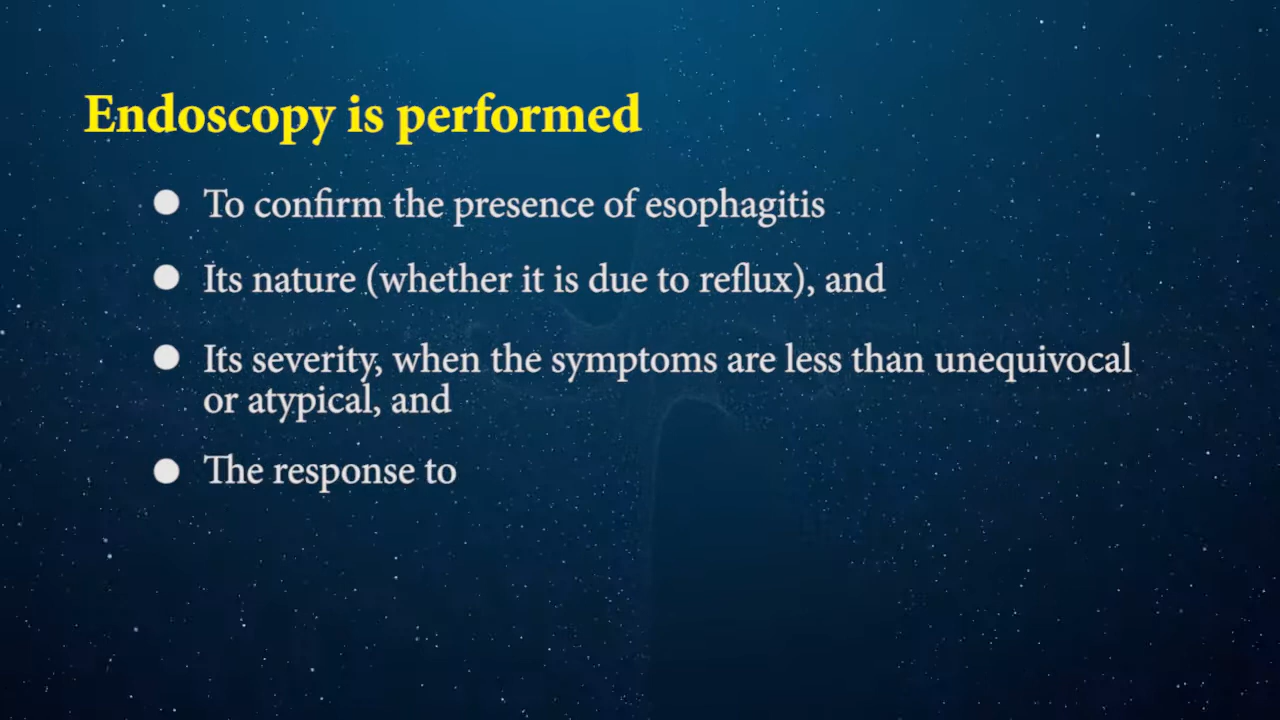 Endoscopy is performed
To confirm the presence of esophagitis
Its nature (whether it is due to reflux), and
Its severity, when the symptoms are less than unequivocal
or atypical, and
The response to